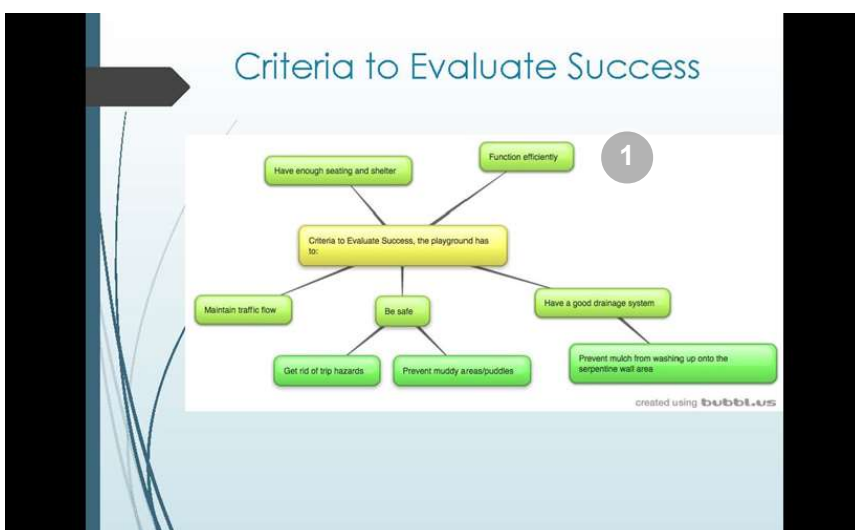 Criteria to Evaluate Success
1
Function efficiently
Have enough seating and shelter
Criteria to Evaluate Success, the playground has
to:
Maintain traffic flow
Be safe
Have a good drainage system
Get rid of trip hazards
Prevent muddy areas/puddles
Prevent mulch from washing up onto the
serpentine wall area
created using bubbl.us